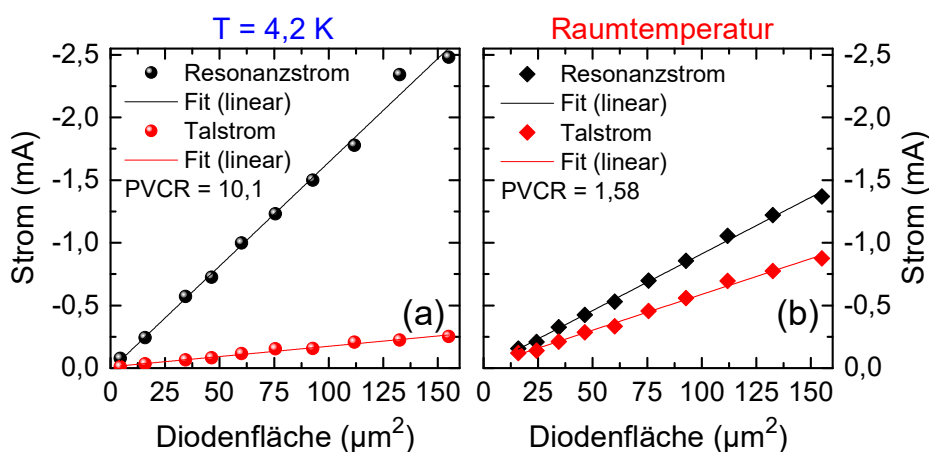 T = 4,2 K
Raumtemperatur
Strom (mA)
-2,5
-2,0
-1,5
-1,0
-0,5
0,0
Resonanzstrom
Fit (linear)
Talstrom
Fit (linear)
PVCR = 10,1
(a)
0 25 50 75 100 125 150
Diodenfläche (µm²)
Resonanzstrom
Fit (linear)
Talstrom
Fit (linear)
PVCR = 1,58
(b)
0 25 50 75 100 125 150
Diodenfläche (µm²)
-2,5
-2,0
-1,5
-1,0
-0,5
0,0
Strom (mA)